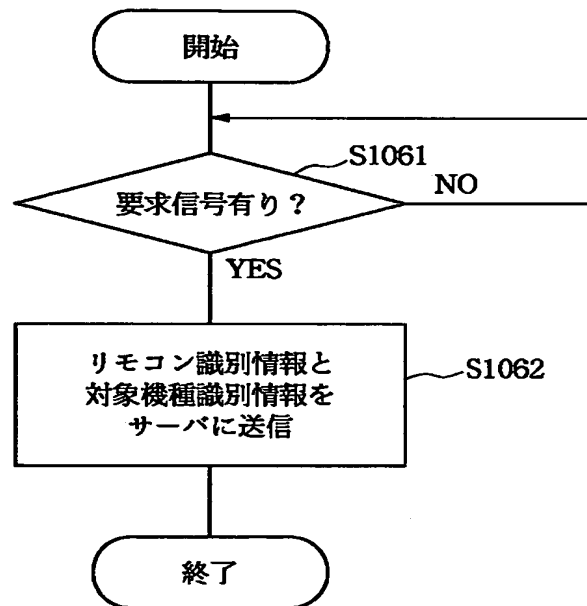 開始
S1061
要求信号有り？
NO
YES
リモコン識別情報と
対象機種識別情報を
サーバに送信
S1062
終了